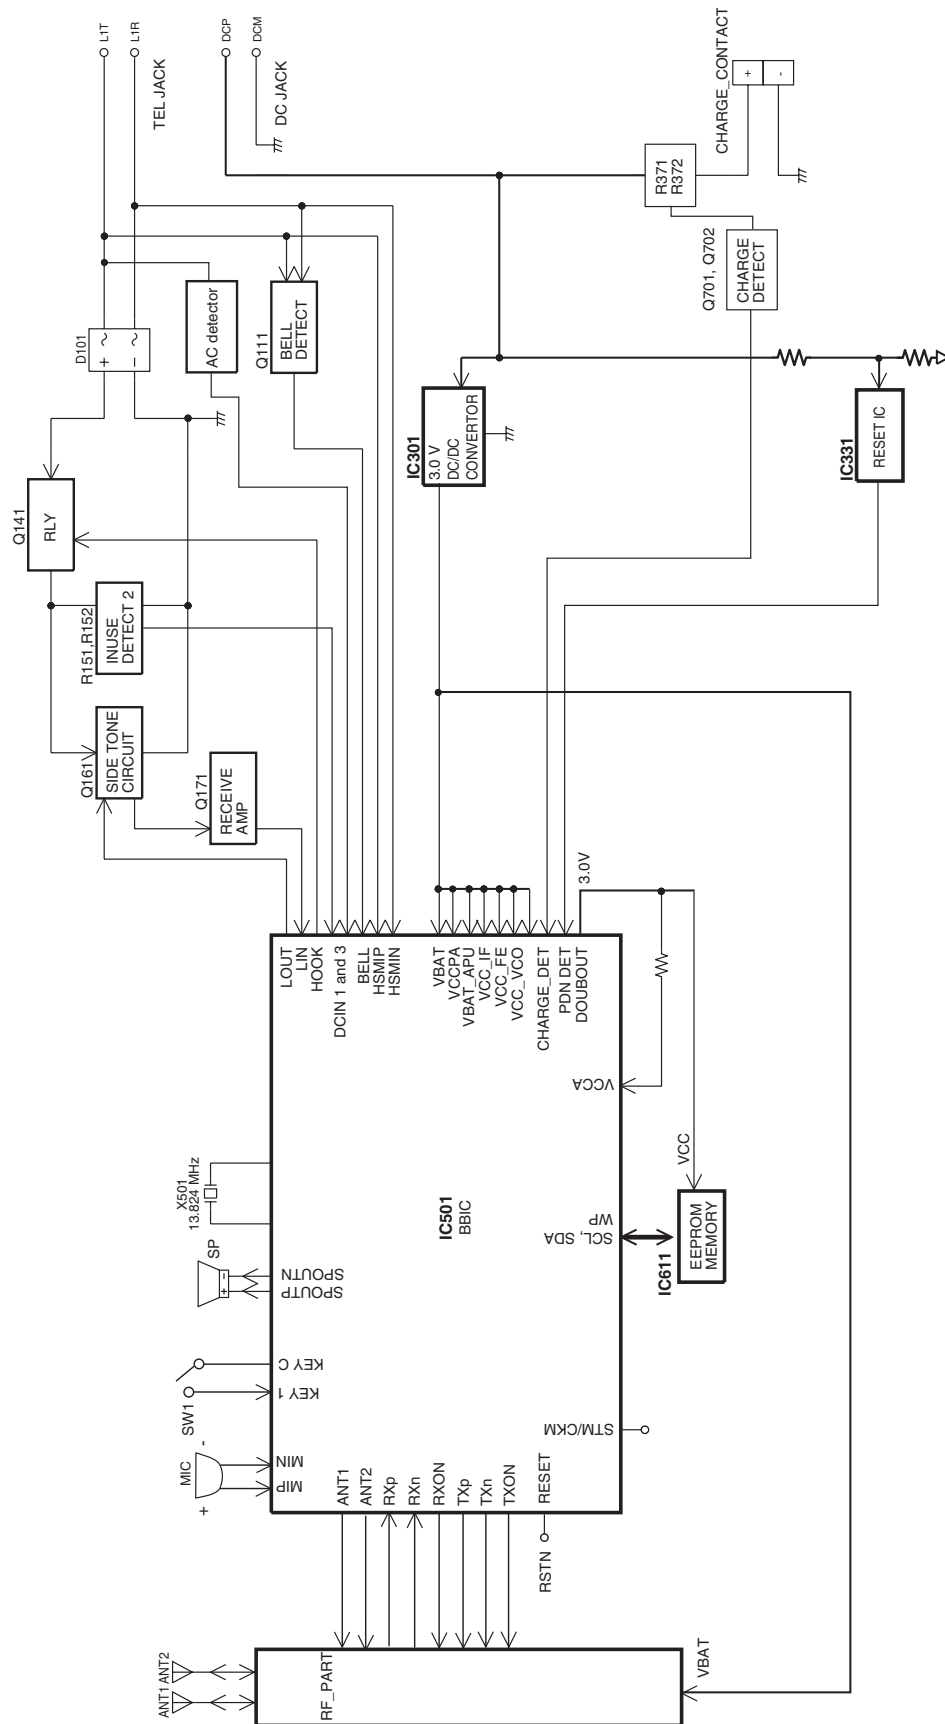 L1T
L1R
TEL JACK
DCP
DCM
DC JACK
CHARGE_CONTACT
+
-
R371
R372
Q701, Q702
CHARGE
DETECT
D101
+ ~
- ~
AC detector
Q111
BELL
DETECT
IC301
3.0 V
DC/DC
CONVERTOR
IC331
RESET IC
Q141
RLY
R151,R152
INUSE
DETECT 2
Q161
SIDE TONE
CIRCUIT
Q171
RECEIVE
AMP
LOUT
LIN
HOOK
DCIN 1 and 3
BELL
HSMIP
HSMIN
VBAT
VCCPA
VBAT_APU
VCC_IF
VCC_FE
VCC_VCO
CHARGE_DET
PDN DET
DOUBOUT
3.0V
VCCA
VCC
X501
13.824 MHz
IC501
BBIC
WP
SCL, SDA
IC611
EEPROM
MEMORY
SP
+
-
SPOUTN
SPOUTP
KEY C
KEY 1
SW1
MIC
-
+
MIN
MIP
STM/CKM
ANT1
ANT2
RXp
RXn
RXON
TXp
TXn
TXON
RESET
RSTN
ANT1
ANT2
RF_PART
VBAT